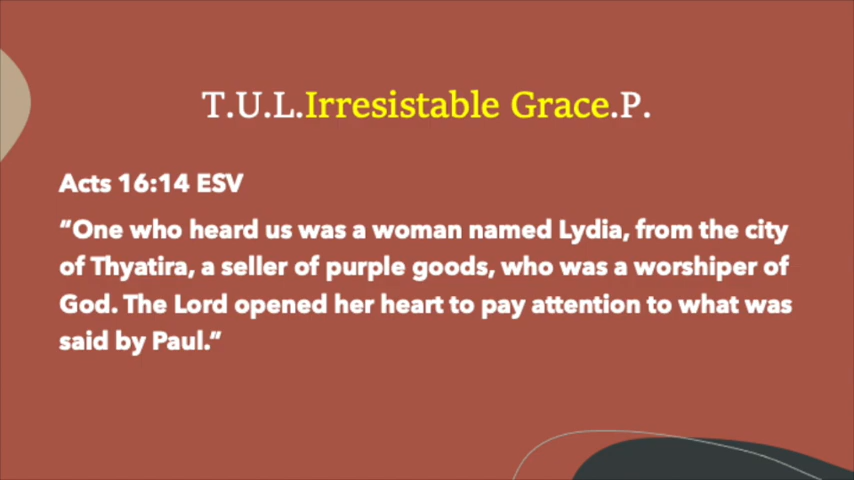 T.U.L.Irresistable Grace.P.
Acts 16:14 ESV
“One who heard us was a woman named Lydia, from the city
of Thyatira, a seller of purple goods, who was a worshiper of
God. The Lord opened her heart to pay attention to what was
said by Paul.”